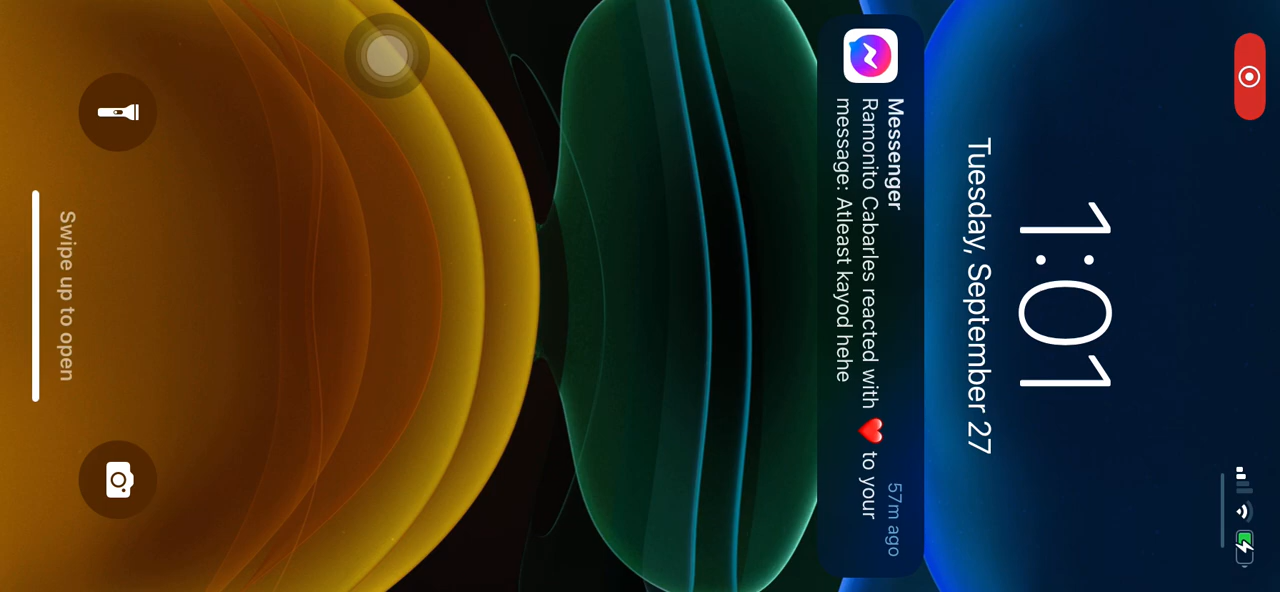 1:01
Tuesday, September 27
Messenger
57m ago
Ramonito Cabarles reacted with ❤️ to your
message: Atleast kayod hehe
Swipe up to open